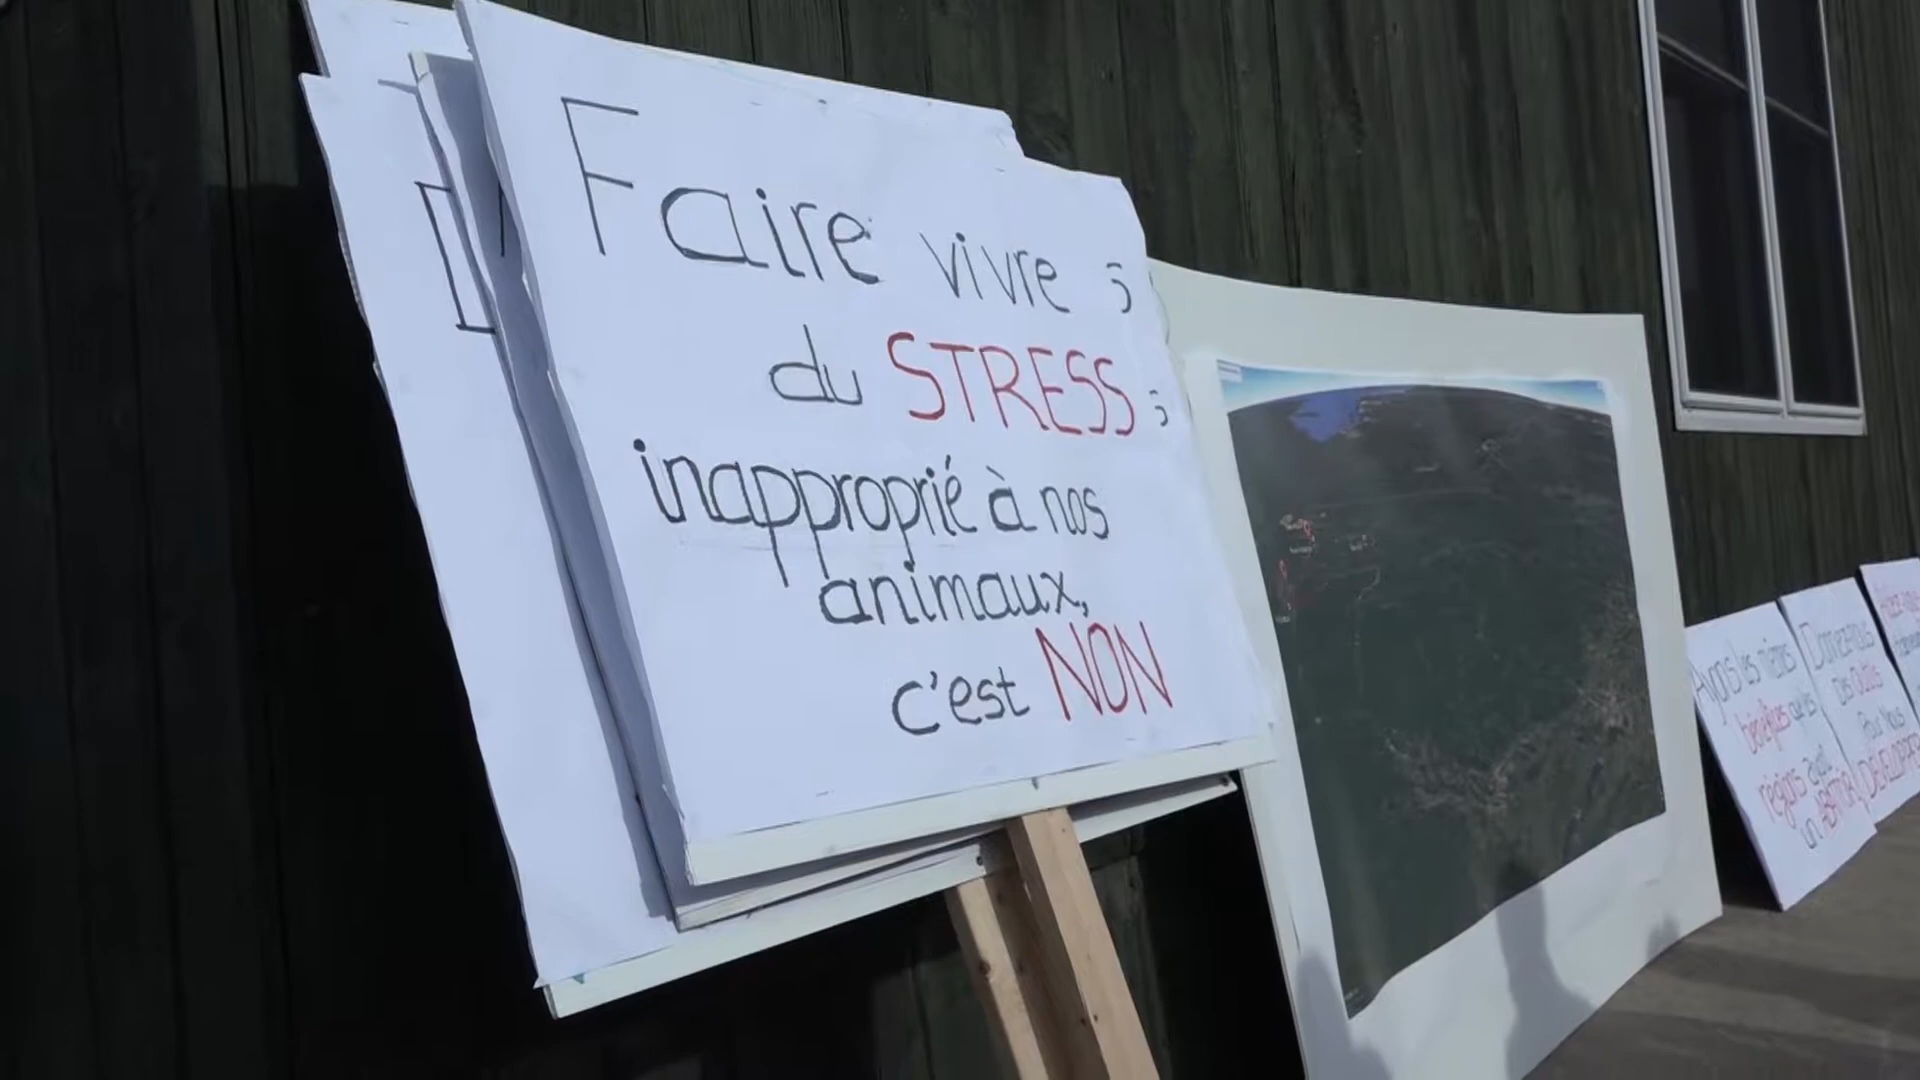 Faire vivre
du STRESS
inapproprié à nos
animaux,
c'est NON
Ayons les mêmes
bénéfices que les
régions ayant
un ABATTOIR
Donnez-nous
Des Outils
Pour Nous